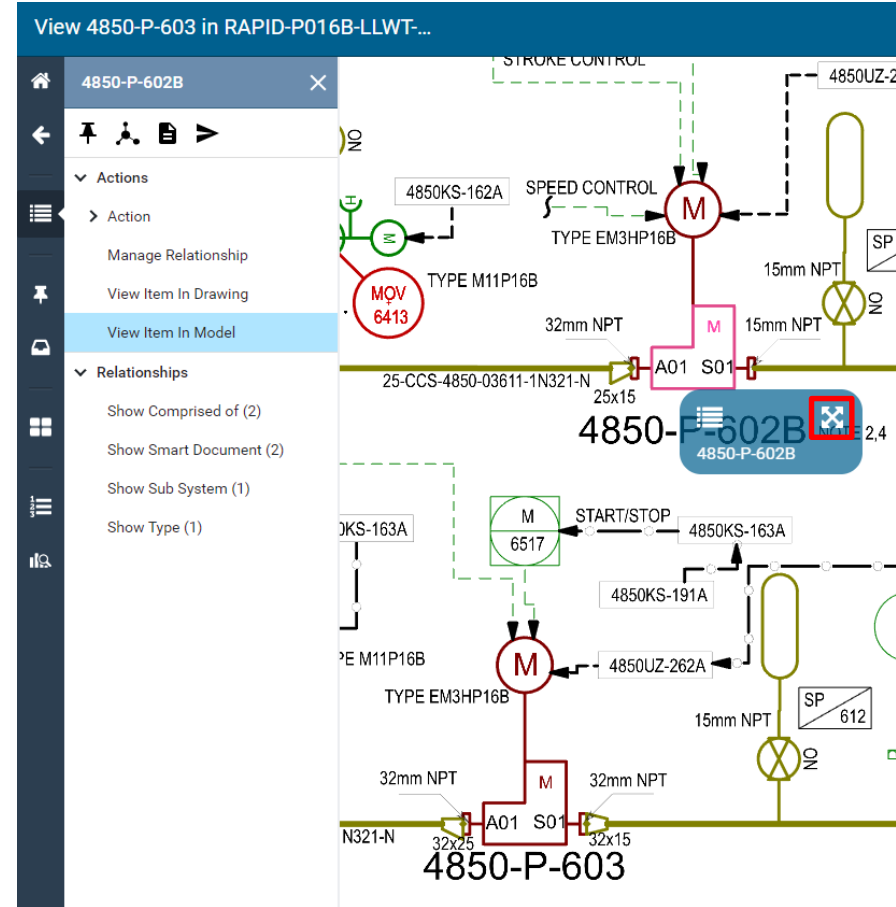 View 4850-P-603 in RAPID-P016B-LLWT-...
4850-P-602B
Actions
Action
Manage Relationship
View Item In Drawing
View Item In Model
Relationships
Show Comprised of (2)
Show Smart Document (2)
Show Sub System (1)
Show Type (1)
STROKE CONTROL
4850UZ-2
NO
4850KS-162A
SPEED CONTROL
M
H
M
TYPE EM3HP16B
SP
15mm NPT
TYPE M11P16B
MOV
6413
NO
32mm NPT
M
15mm NPT
A01
S01
25-CCS-4850-03611-1N321-N
25x15
4850-P-602B
NOTE 2,4
4850-P-602B
M
6517
START/STOP
0KS-163A
4850KS-163A
4850KS-191A
PE M11P16B
M
4850UZ-262A
TYPE EM3HP16B
SP
612
15mm NPT
NO
32mm NPT
M
32mm NPT
A01
S01
N321-N
32x25
32x15
4850-P-603